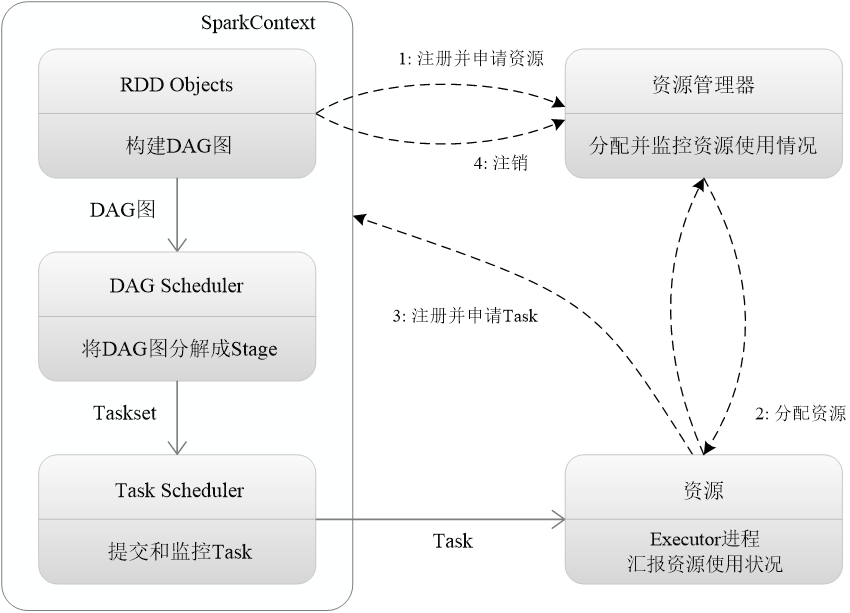 SparkContext
RDD Objects
构建DAG图
1: 注册并申请资源
资源管理器
分配并监控资源使用情况
4: 注销
DAG图
DAG Scheduler
将DAG图分解成Stage
3: 注册并申请Task
Taskset
2: 分配资源
Task Scheduler
提交和监控Task
Task
资源
Executor进程
汇报资源使用状况